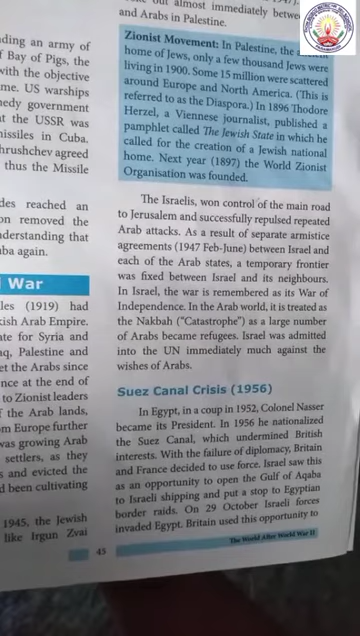 nding an army of
Bay of Pigs, the
with the objective
me. US warships
nedy government
at the USSR was
missiles in Cuba.
hrushchev agreed
thus the Missile
des reached an
on removed the
nderstanding that
ba again.
War
les (1919) had
kish Arab Empire.
ate for Syria and
aq, Palestine and
et the Arabs since
nce at the end of
to Zionist leaders
f the Arab lands,
om Europe further
was growing Arab
settlers, as they
s and evicted the
d been cultivating
1945, the Jewish
like Irgun Zvai
out almost immediately betwe
and Arabs in Palestine.
Zionist Movement: In Palestine, the
home of Jews, only a few thousand Jews were
living in 1900. Some 15 million were scattered
around Europe and North America. (This is
referred to as the Diaspora.) In 1896 Thodore
Herzel, a Viennese journalist, published a
pamphlet called The Jewish State in which he
called for the creation of a Jewish national
home. Next year (1897) the World Zionist
Organisation was founded.
The Israelis, won control of the main road
to Jerusalem and successfully repulsed repeated
Arab attacks. As a result of separate armistice
agreements (1947 Feb-June) between Israel and
each of the Arab states, a temporary frontier
was fixed between Israel and its neighbours.
In Israel, the war is remembered as its War of
Independence. In the Arab world, it is treated as
the Nakbah ("Catastrophe") as a large number
of Arabs became refugees. Israel was admitted
into the UN immediately much against the
wishes of Arabs.
Suez Canal Crisis (1956)
In Egypt, in a coup in 1952, Colonel Nasser
became its President. In 1956 he nationalized
the Suez Canal, which undermined British
interests. With the failure of diplomacy, Britain
and France decided to use force. Israel saw this
as an opportunity to open the Gulf of Aqaba
to Israeli shipping and put a stop to Egyptian
border raids. On 29 October Israeli forces
invaded Egypt. Britain used this opportunity to
45
The World After World War II